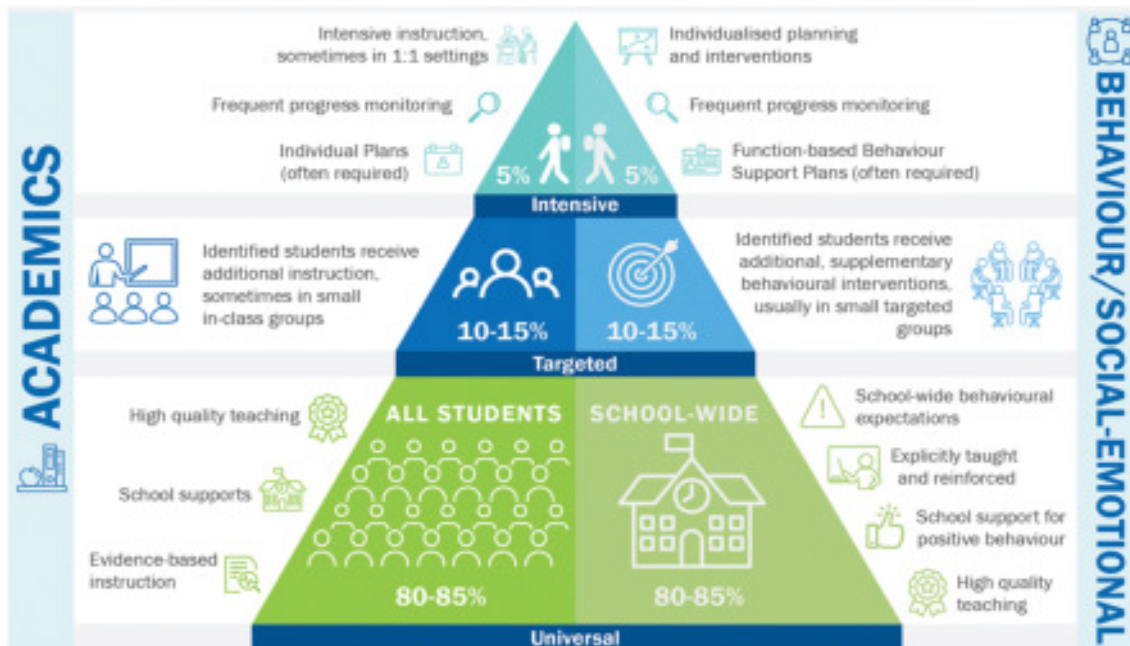 ACADEMICS
BEHAVIOUR/SOCIAL-EMOTIONAL
Intensive instruction,
sometimes in 1:1 settings
Frequent progress monitoring
Individual Plans
(often required)
Individualised planning
and interventions
Frequent progress monitoring
Function-based Behaviour
Support Plans (often required)
5%
5%
Intensive
Identified students receive
additional instruction,
sometimes in small
in-class groups
10-15%
10-15%
Identified students receive
additional, supplementary
behavioural interventions,
usually in small targeted
groups
Targeted
High quality teaching
School supports
Evidence-based
instruction
ALL STUDENTS
80-85%
SCHOOL-WIDE
80-85%
School-wide behavioural
expectations
Explicitly taught
and reinforced
School support for
positive behaviour
High quality
teaching
Universal